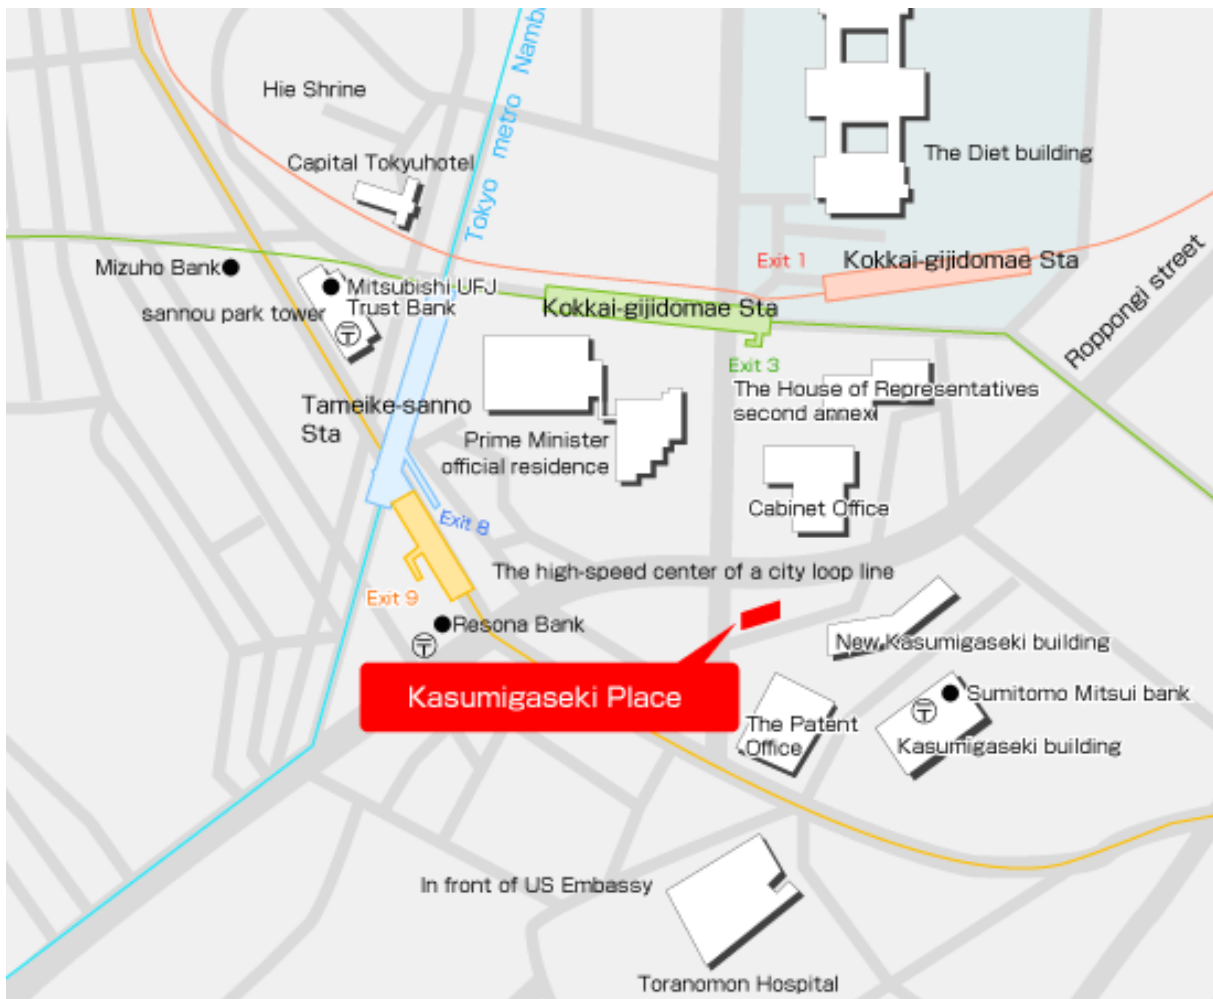 Tokyo metro Namb
Hie Shrine
Capital Tokyuhotel
The Diet building
Mizuho Bank
Exit 1
Kokkai-gijidomae Sta
Roppongi street
Mitsubishi UFJ
Trust Bank
sannou park tower
Kokkai-gijidomae Sta
Exit 3
The House of Representatives
second annex
Tameike-sanno
Sta
Prime Minister
official residence
Cabinet Office
Exit 8
The high-speed center of a city loop line
Exit 9
Resona Bank
New Kasumigaseki building
Kasumigaseki Place
Sumitomo Mitsui bank
The Patent
Office
Kasumigaseki building
In front of US Embassy
Toranomon Hospital